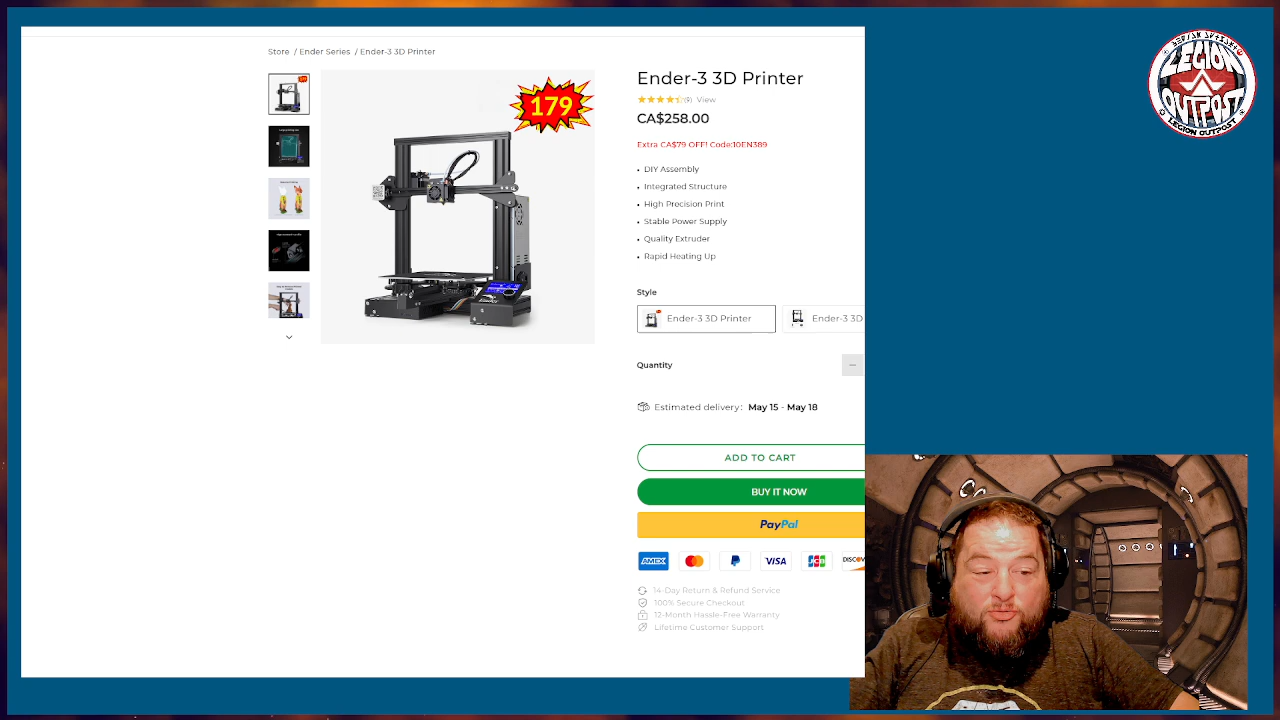 Store / Ender Series / Ender-3 3D Printer
179
Ender-3 3D Printer
(9) View
CA$258.00
Extra CA$79 OFF! Code:10EN389
• DIY Assembly
• Integrated Structure
• High Precision Print
• Stable Power Supply
• Quality Extruder
• Rapid Heating Up
Style
Ender-3 3D Printer
Ender-3 3D
Quantity
Estimated delivery: May 15 - May 18
ADD TO CART
BUY IT NOW
PayPal
AMEX
VISA
JCB
DISCOV
14-Day Return & Refund Service
100% Secure Checkout
12-Month Hassle-Free Warranty
Lifetime Customer Support
LEGION
OUTPOST
LEGION OUTPOST